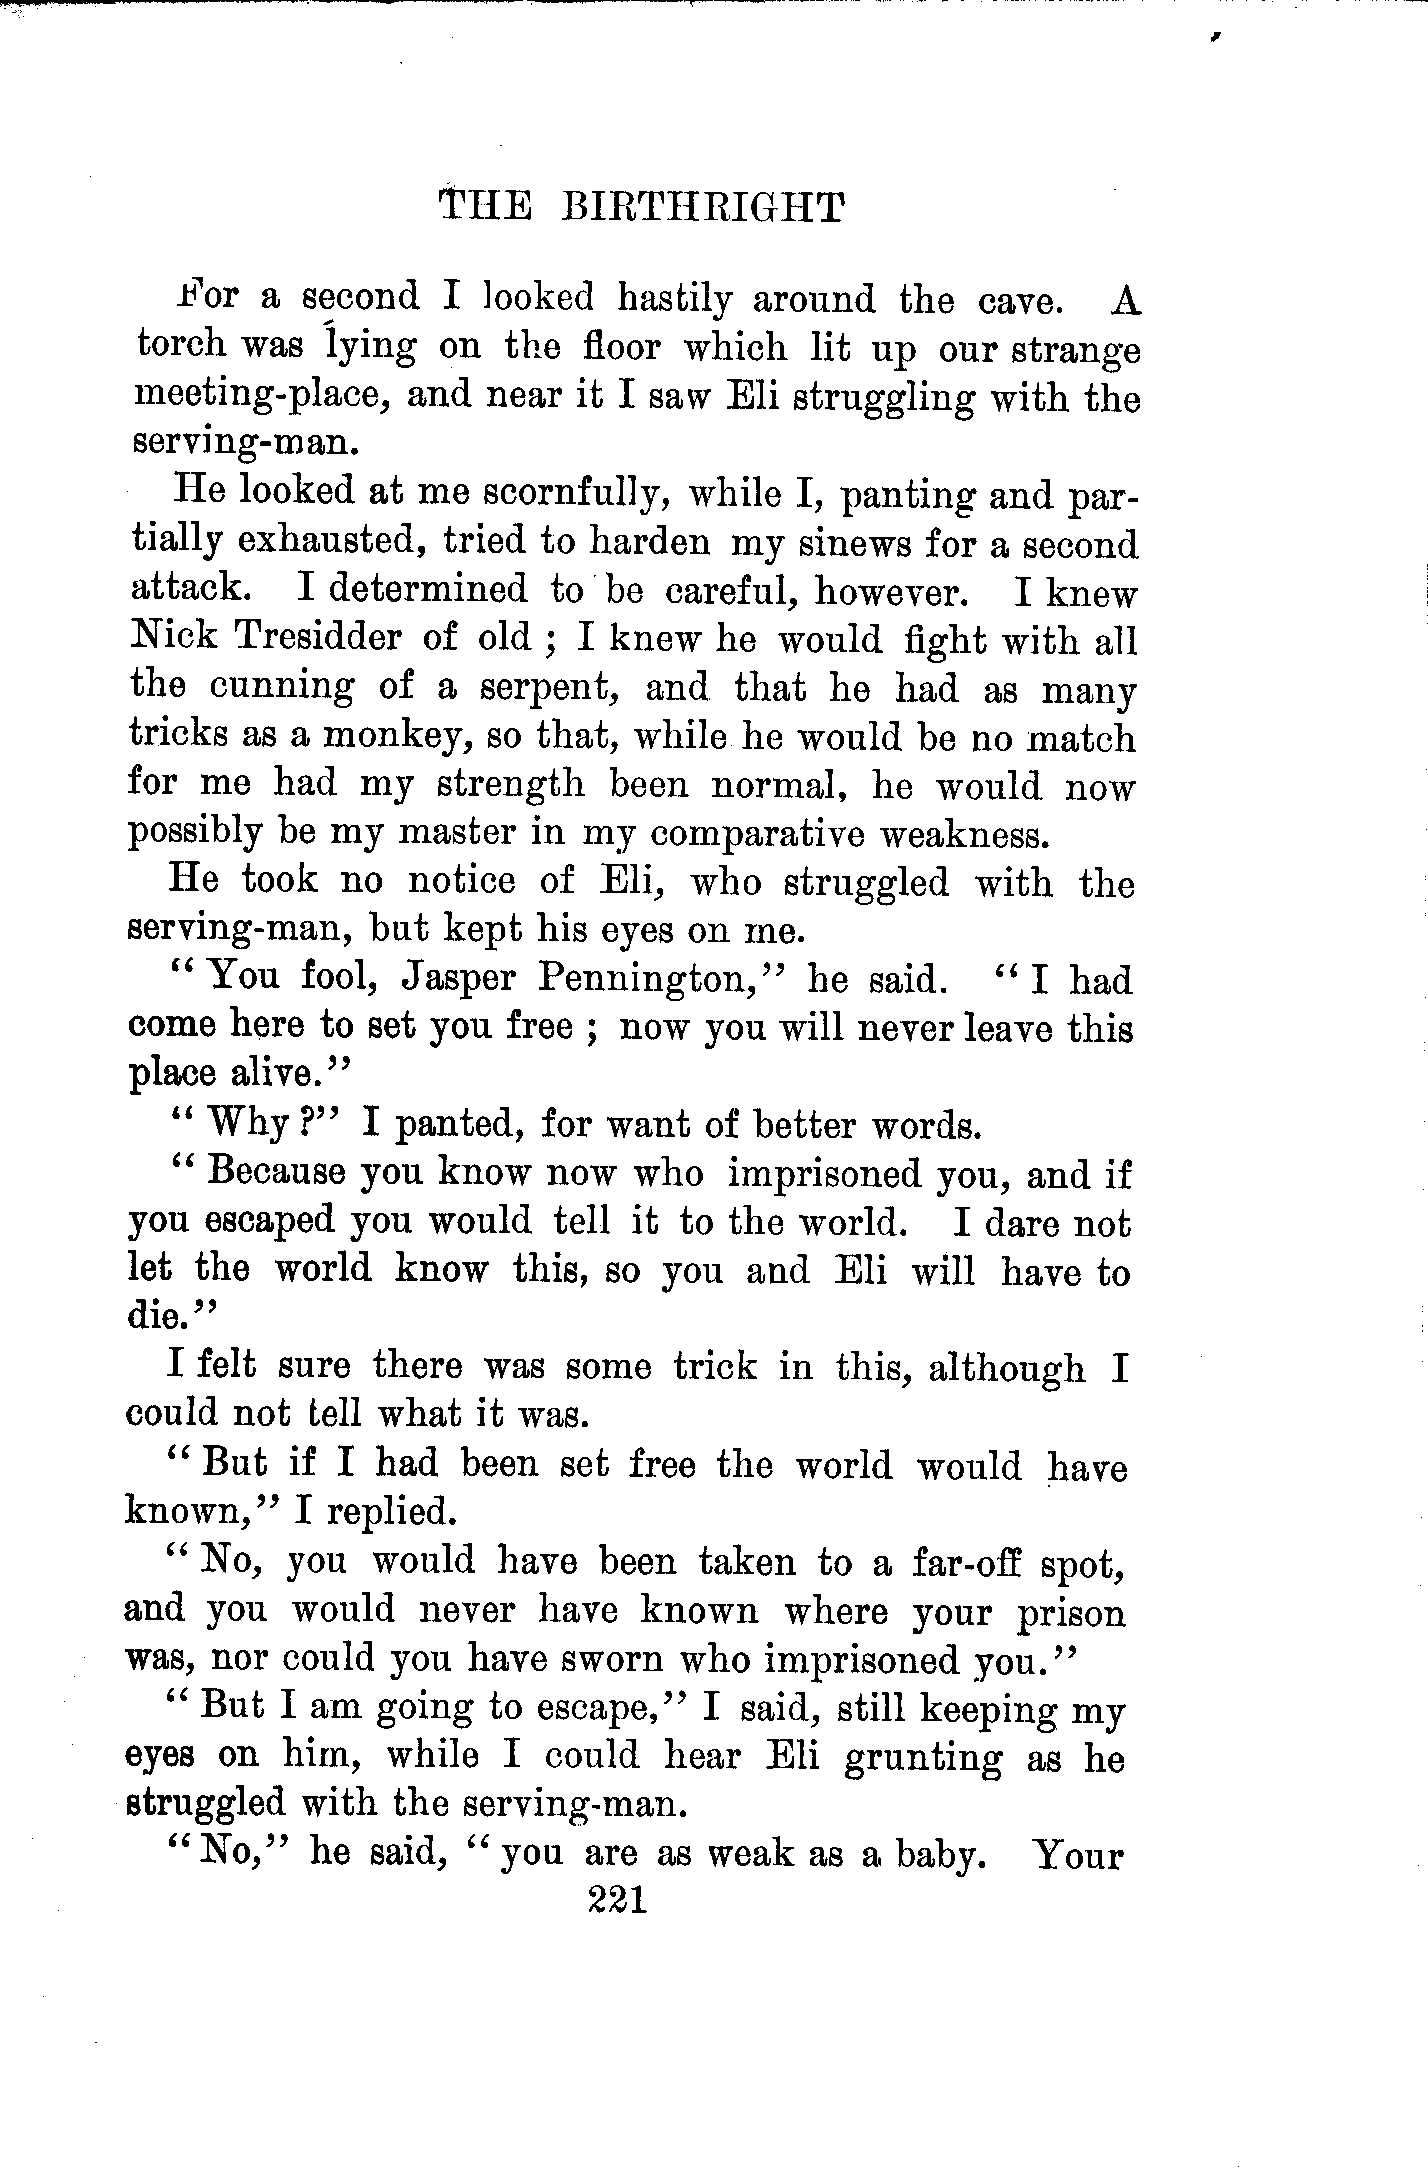 THE BIRTHRIGHT
For a second I looked hastily around the cave. A
torch was lying on the floor which lit up our strange
meeting-place, and near it I saw Eli struggling with the
serving-man.
He looked at me scornfully, while I, panting and par-
tially exhausted, tried to harden my sinews for a second
attack. I determined to be careful, however. I knew
Nick Tresidder of old ; I knew he would fight with all
the cunning of a serpent, and that he had as many
tricks as a monkey, so that, while he would be no match
for me had my strength been normal, he would now
possibly be my master in my comparative weakness.
He took no notice of Eli, who struggled with the
serving-man, but kept his eyes on me.
“ You fool, Jasper Pennington,” he said. “ I had
come here to set you free ; now you will never leave this
place alive.”
“ Why ?” I panted, for want of better words.
“ Because you know now who imprisoned you, and if
you escaped you would tell it to the world. I dare not
let the world know this, so you and Eli will have to
die.”
I felt sure there was some trick in this, although I
could not tell what it was.
“ But if I had been set free the world would have
known,” I replied.
“ No, you would have been taken to a far-off spot,
and you would never have known where your prison
was, nor could you have sworn who imprisoned you.”
“ But I am going to escape,” I said, still keeping my
eyes on him, while I could hear Eli grunting as he
struggled with the serving-man.
“ No,” he said, “ you are as weak as a baby. Your
221